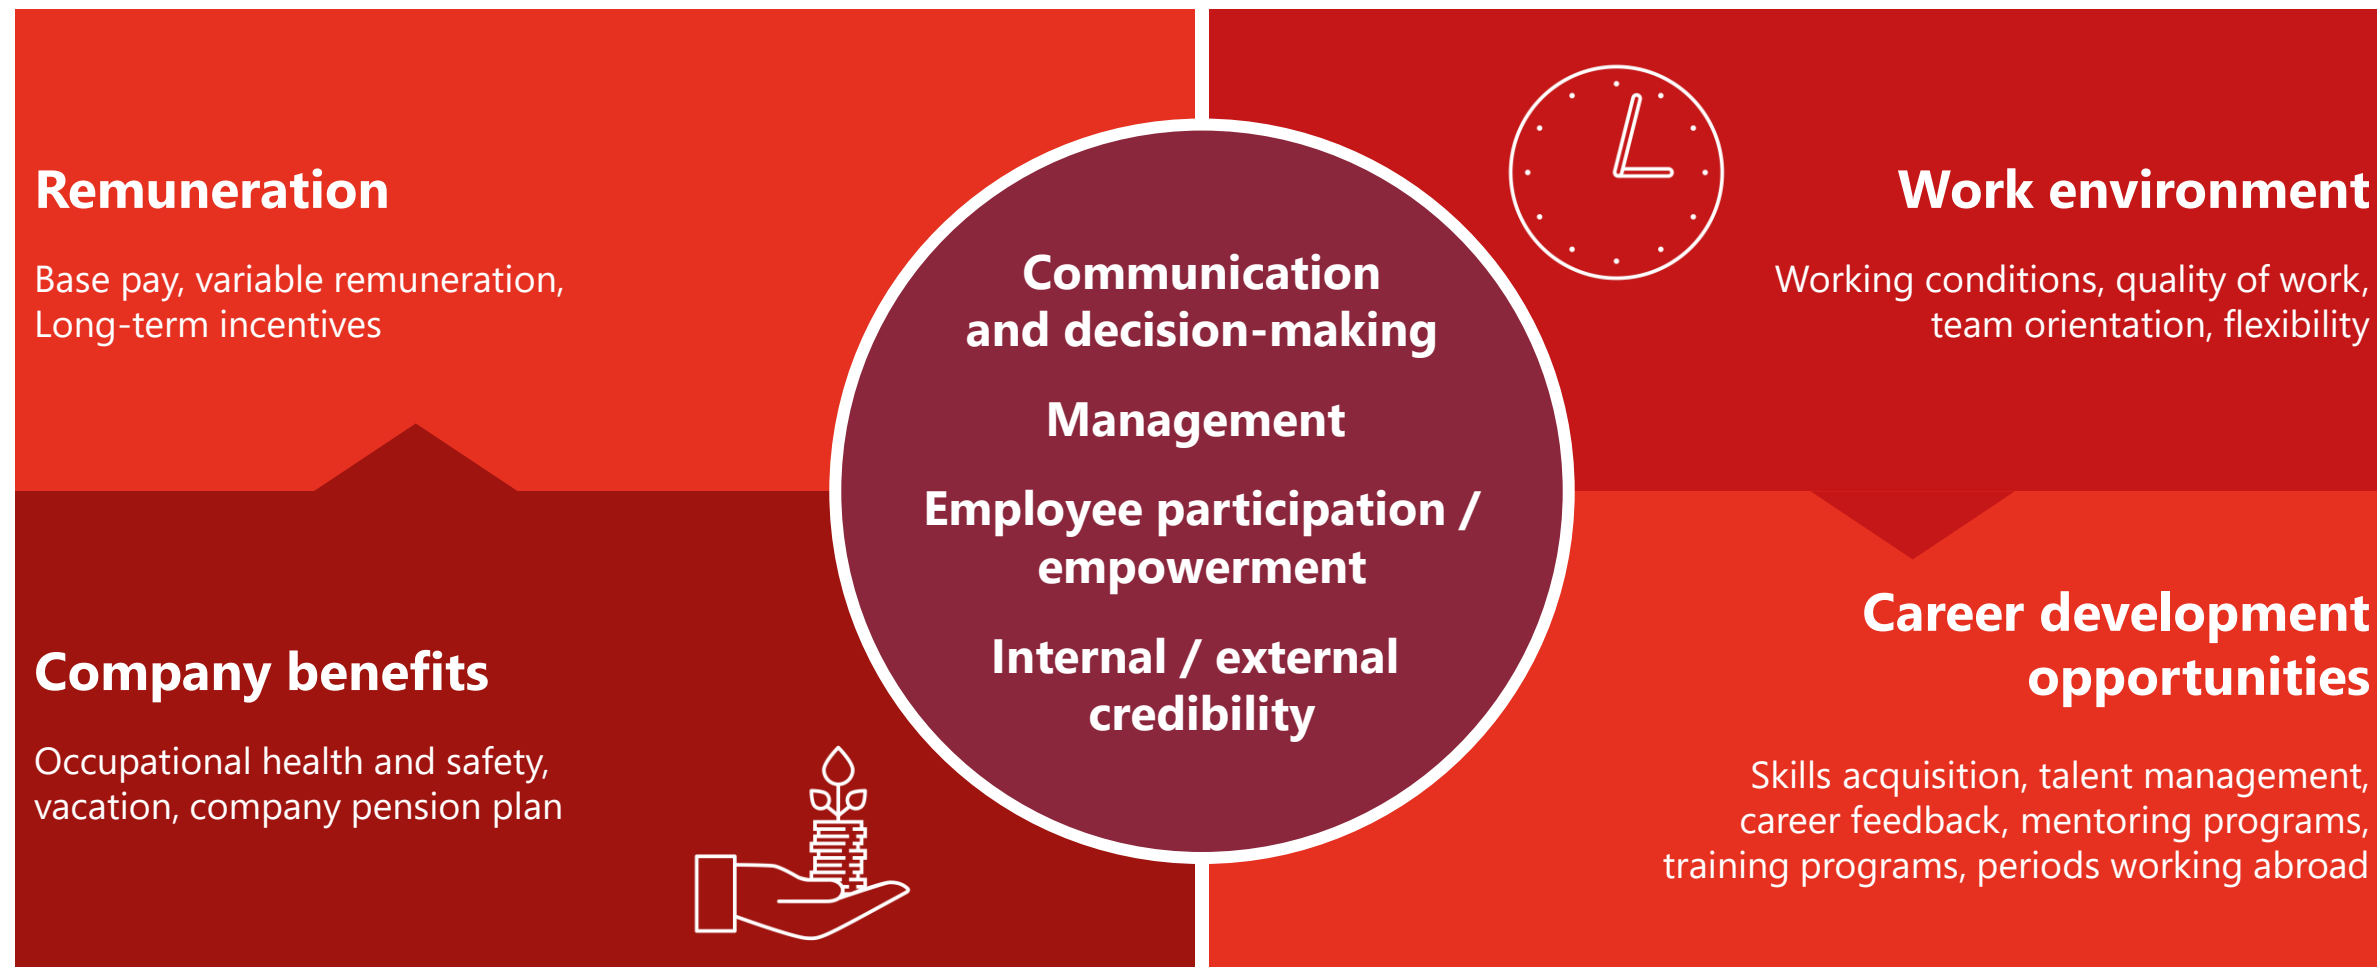 Remuneration
Base pay, variable remuneration,
Long-term incentives
Company benefits
Occupational health and safety,
vacation, company pension plan
Communication
and decision-making
Management
Employee participation /
empowerment
Internal / external
credibility
Work environment
Working conditions, quality of work,
team orientation, flexibility
Career development
opportunities
Skills acquisition, talent management,
career feedback, mentoring programs,
training programs, periods working abroad